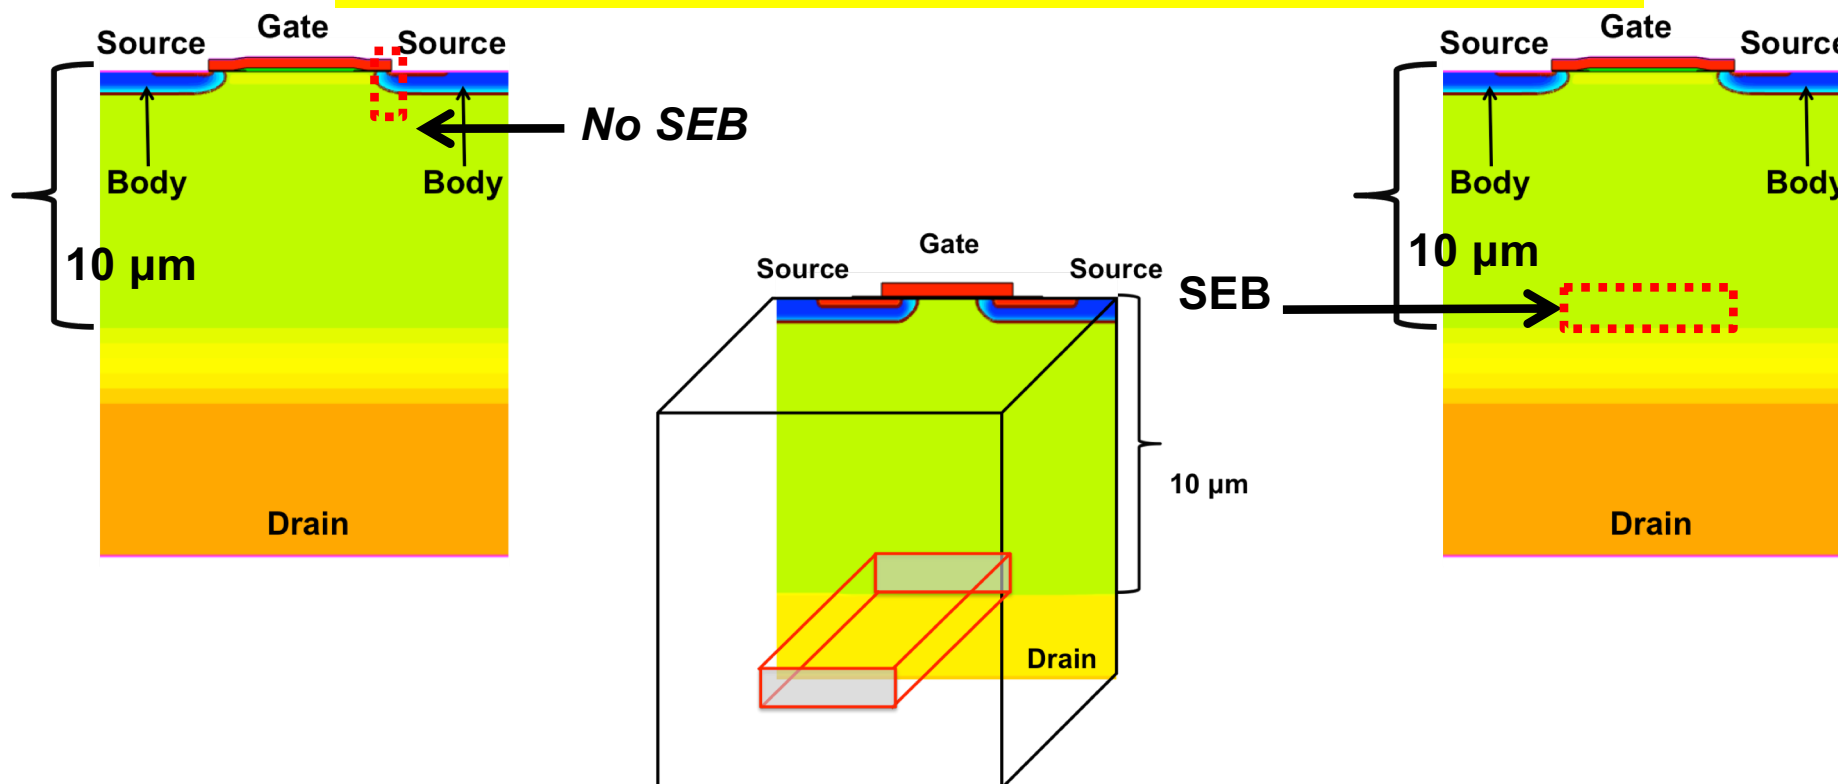 Source Gate Source
No SEB
Body Body
10 µm
Drain
Gate
Source Source
10 µm
Drain
SEB
Source Gate Source
Body Body
10 µm
Drain